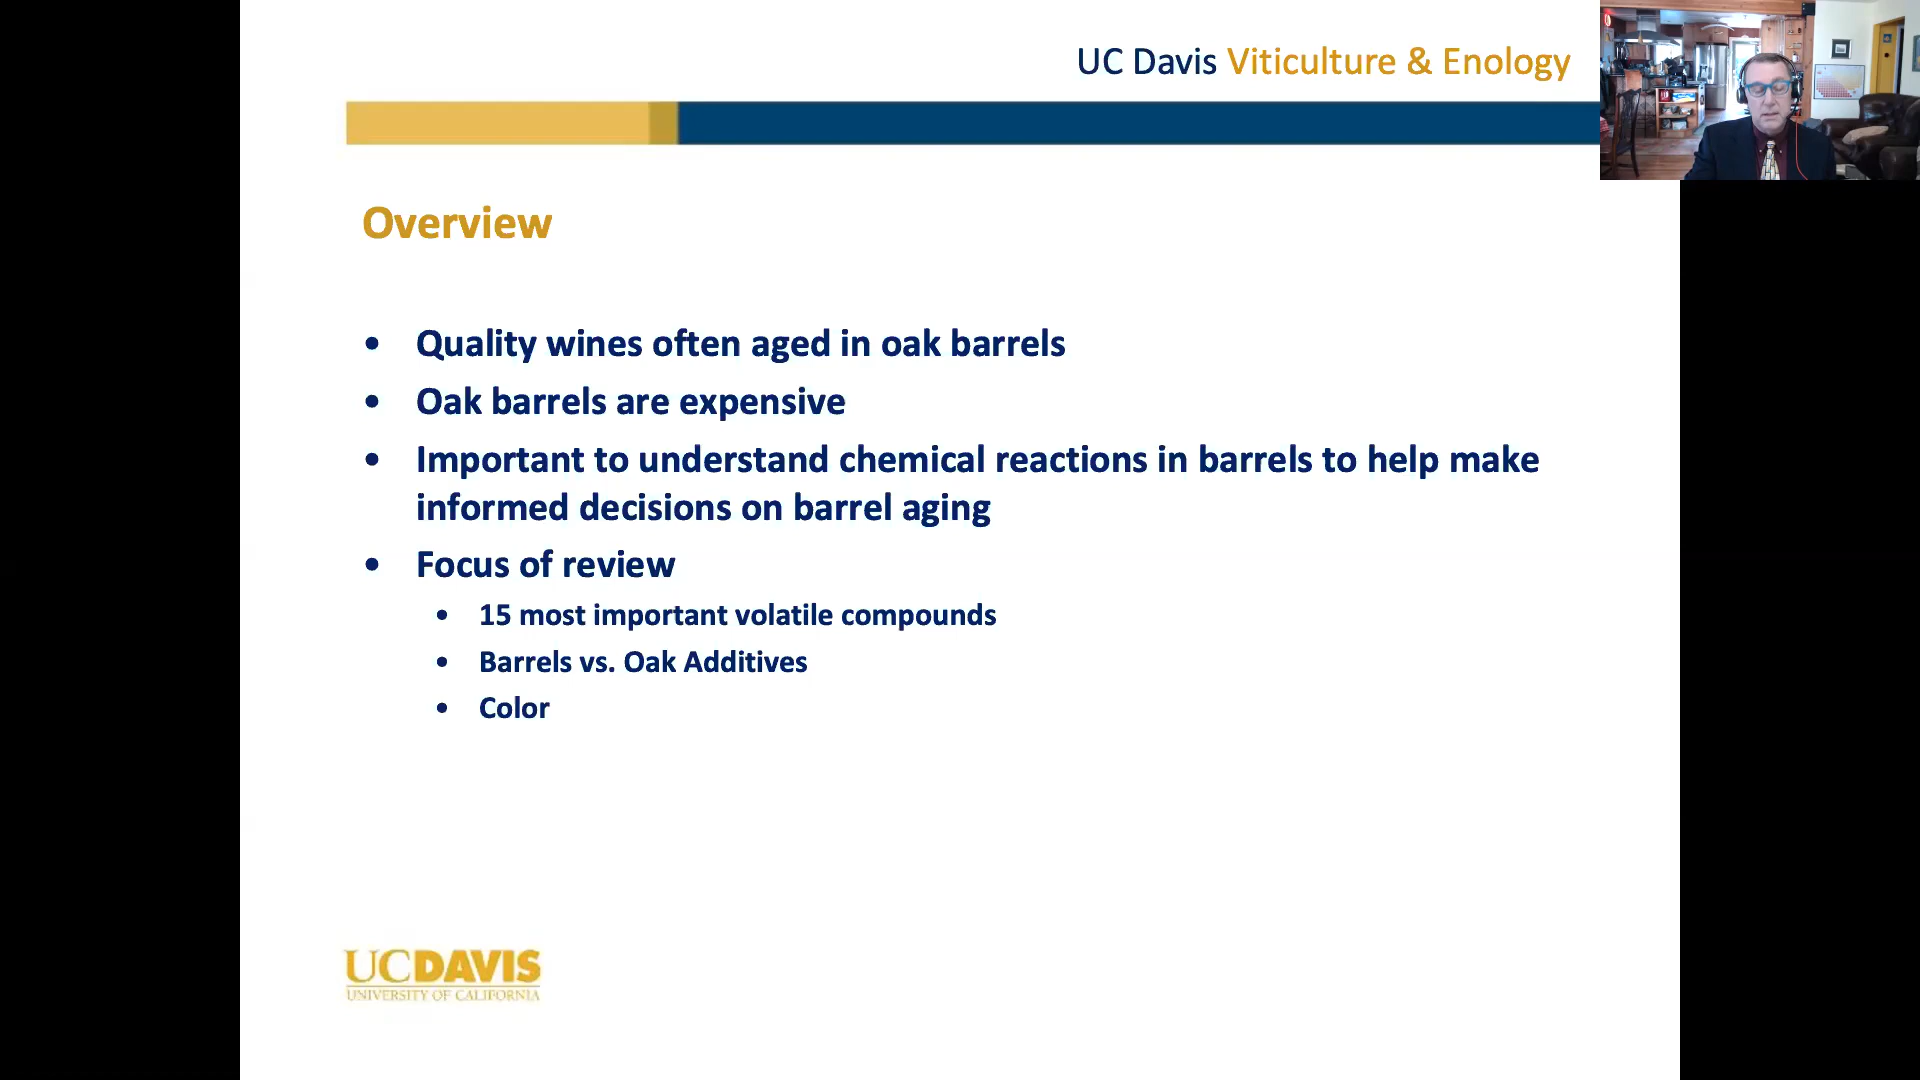 UC Davis Viticulture & Enology
Overview
• Quality wines often aged in oak barrels
• Oak barrels are expensive
• Important to understand chemical reactions in barrels to help make
informed decisions on barrel aging
• Focus of review
• 15 most important volatile compounds
• Barrels vs. Oak Additives
• Color
UCDAVIS
UNIVERSITY OF CALIFORNIA